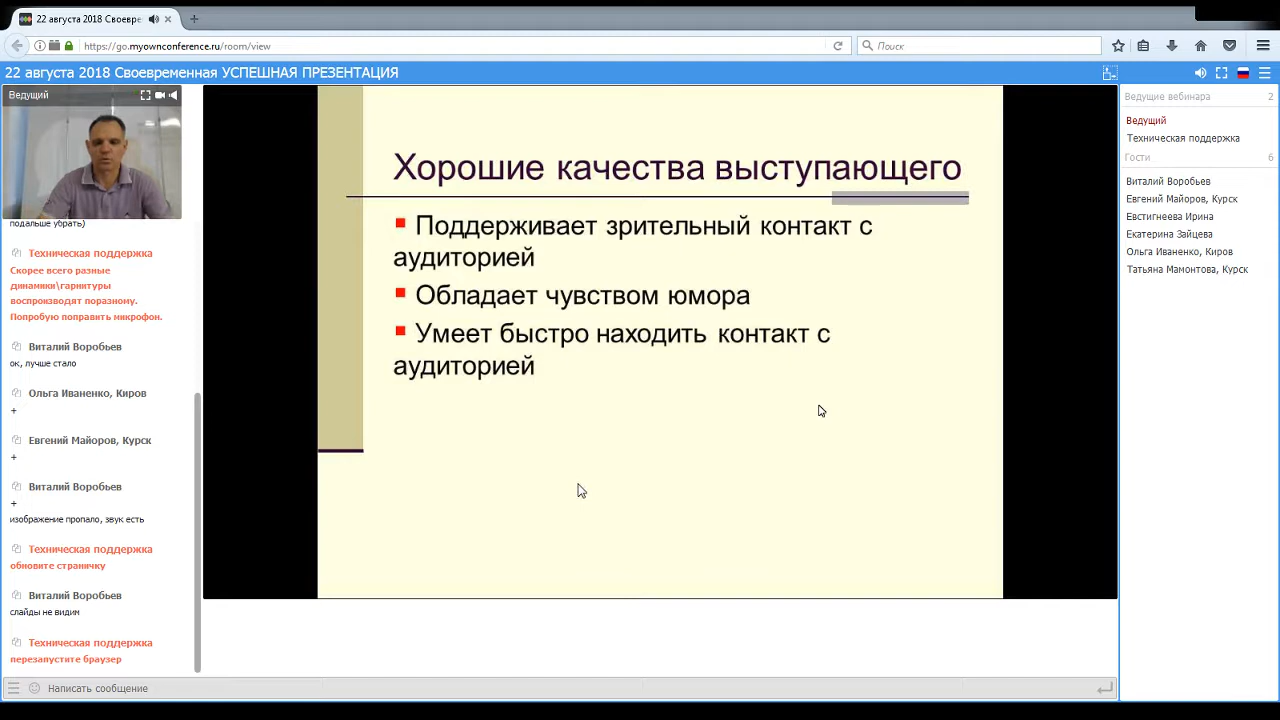 22 августа 2018 Своевре
https://go.myownconference.ru/room/view
Поиск
22 августа 2018 Своевременная УСПЕШНАЯ ПРЕЗЕНТАЦИЯ
Ведущий
подальше убрать)
Техническая поддержка
Скорее всего разные
динамики\гарнитуры
воспроизводят поразному.
Попробую поправить микрофон.
Виталий Воробьев
ок, лучше стало
Ольга Иваненко, Киров
+
Евгений Майоров, Курск
+
Виталий Воробьев
+
изображение пропало, звук есть
Техническая поддержка
обновите страничку
Виталий Воробьев
слайды не видим
Техническая поддержка
перезапустите браузер
Написать сообщение
Хорошие качества выступающего
Поддерживает зрительный контакт с
аудиторией
Обладает чувством юмора
Умеет быстро находить контакт с
аудиторией
Ведущие вебинара 2
Ведущий
Техническая поддержка
Гости 6
Виталий Воробьев
Евгений Майоров, Курск
Евстигнеева Ирина
Екатерина Зайцева
Ольга Иваненко, Киров
Татьяна Мамонтова, Курск